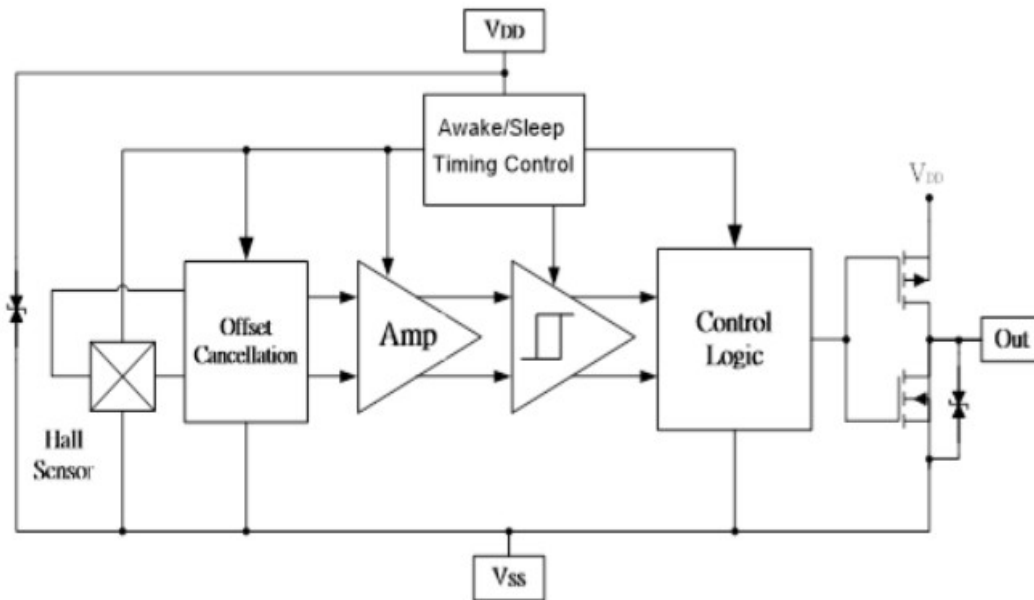 VDD
Awake/Sleep
Timing Control
VDD
Offset
Cancellation
Amp
Control
Logic
Out
Hall
Sensor
VSS